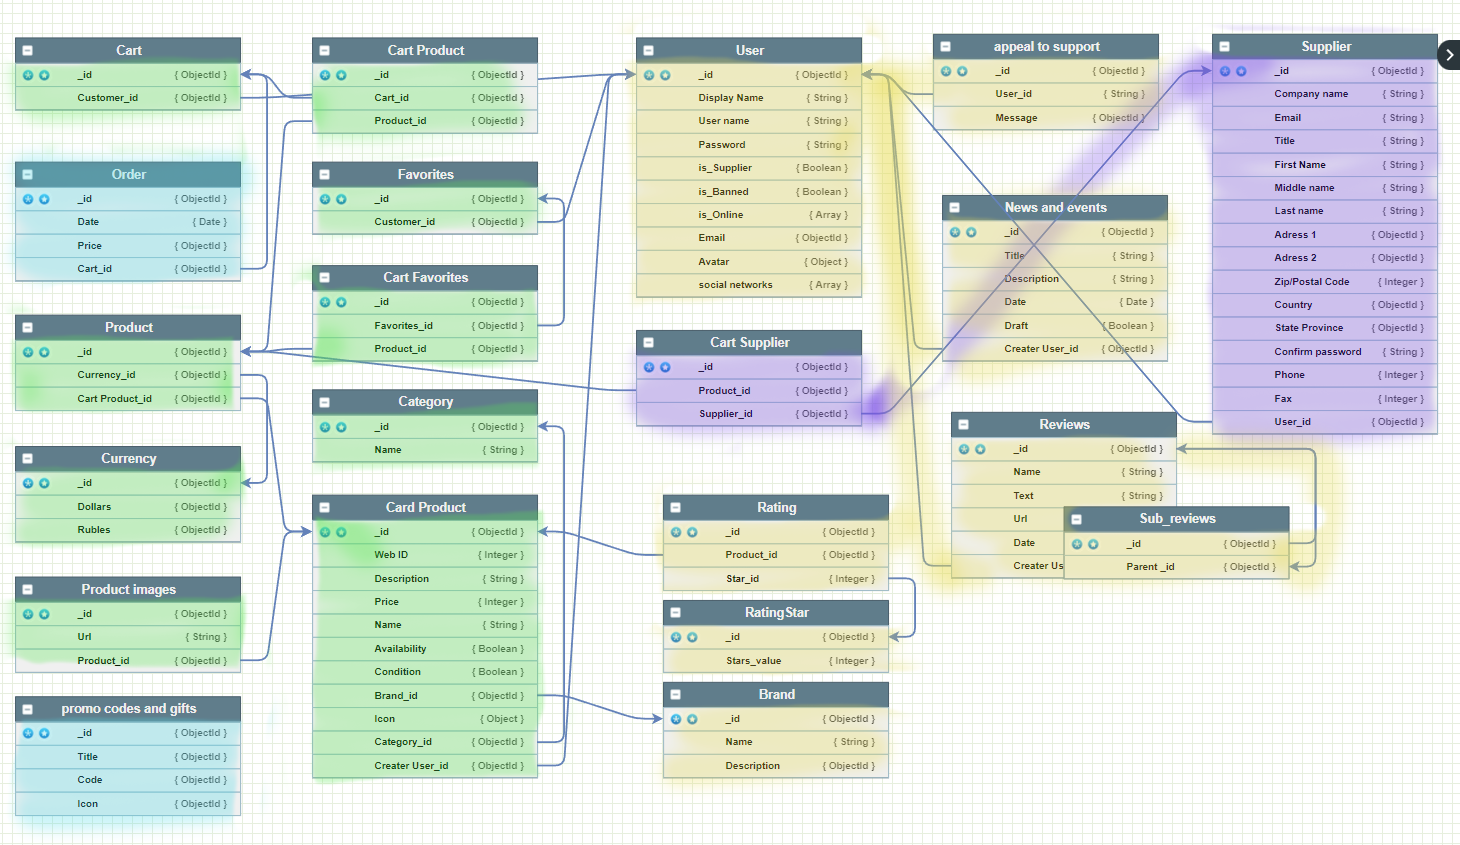 Cart
_id { ObjectId }
Customer_id { ObjectId }
Order
_id { ObjectId }
Date { Date }
Price { ObjectId }
Cart_id { ObjectId }
Product
_id { ObjectId }
Currency_id { ObjectId }
Cart Product_id { ObjectId }
Currency
_id { ObjectId }
Dollars { ObjectId }
Rubles { ObjectId }
Product images
_id { ObjectId }
Url { String }
Product_id { ObjectId }
promo codes and gifts
_id { ObjectId }
Title { ObjectId }
Code { ObjectId }
Icon { ObjectId }
Cart Product
_id { ObjectId }
Cart_id { ObjectId }
Product_id { ObjectId }
Favorites
_id { ObjectId }
Customer_id { ObjectId }
Cart Favorites
_id { ObjectId }
Favorites_id { ObjectId }
Product_id { ObjectId }
Category
_id { ObjectId }
Name { String }
Card Product
_id { ObjectId }
Web ID { Integer }
Description { String }
Price { Integer }
Name { String }
Availability { Boolean }
Condition { Boolean }
Brand_id { ObjectId }
Icon { Object }
Category_id { ObjectId }
Creater User_id { ObjectId }
User
_id { ObjectId }
Display Name { String }
User name { String }
Password { String }
is_Supplier { Boolean }
is_Banned { Boolean }
is_Online { Array }
Email { ObjectId }
Avatar { Object }
social networks { Array }
Cart Supplier
_id { ObjectId }
Product_id { ObjectId }
Supplier_id { ObjectId }
Rating
_id { ObjectId }
Product_id { ObjectId }
Star_id { Integer }
RatingStar
_id { ObjectId }
Stars_value { Integer }
Brand
_id { ObjectId }
Name { String }
Description { ObjectId }
appeal to support
_id { ObjectId }
User_id { String }
Message { ObjectId }
News and events
_id { ObjectId }
Title { String }
Description { String }
Date { Date }
Draft { Boolean }
Creater User_id { ObjectId }
Reviews
_id { ObjectId }
Name { String }
Text { String }
Url
Date
Creater Us
Sub_reviews
_id { ObjectId }
Parent _id { ObjectId }
Supplier
_id { ObjectId }
Company name { String }
Email { String }
Title { String }
First Name { String }
Middle name { String }
Last name { String }
Adress 1 { ObjectId }
Adress 2 { ObjectId }
Zip/Postal Code { Integer }
Country { ObjectId }
State Province { ObjectId }
Confirm password { String }
Phone { Integer }
Fax { Integer }
User_id { ObjectId }